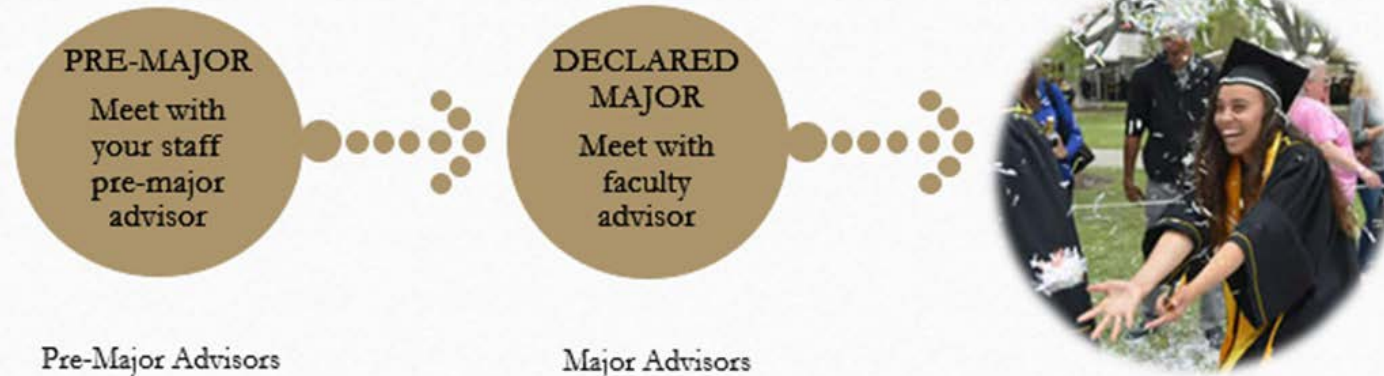 PRE-MAJOR
Meet with
your staff
pre-major
advisor
DECLARED
MAJOR
Meet with
faculty
advisor
Pre-Major Advisors
Major Advisors